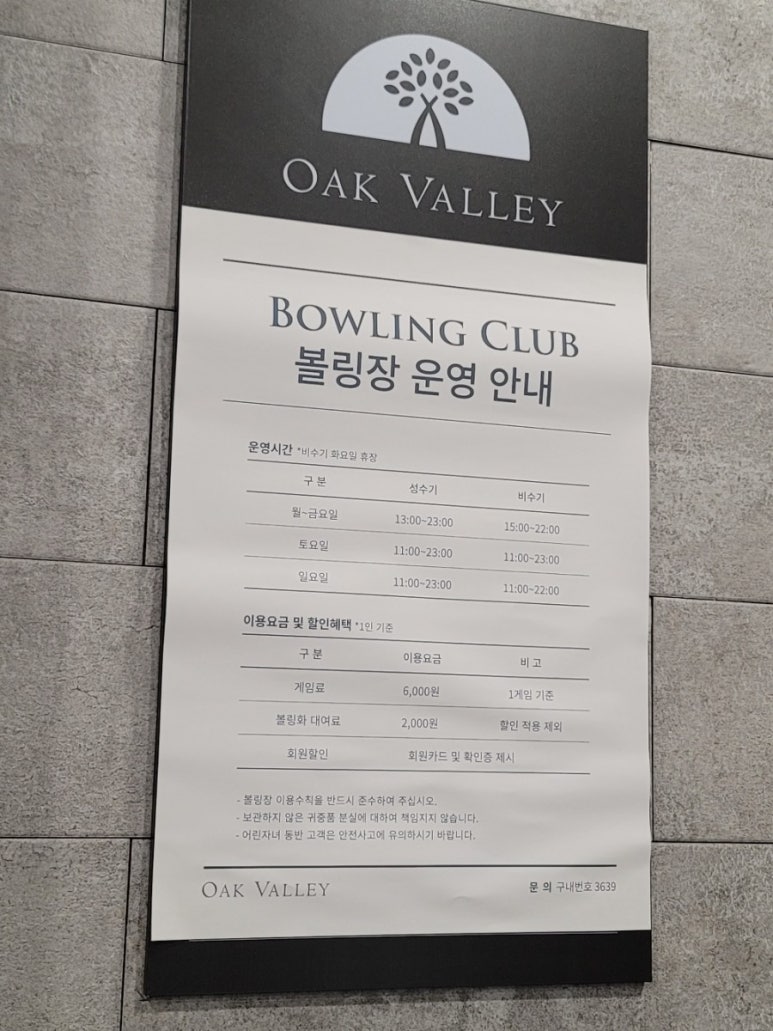 OAK VALLEY
BOWLING CLUB
볼링장 운영 안내
운영시간 *비수기 화요일 휴장
구 분 성수기 비수기
월~금요일 13:00~23:00 15:00~22:00
토요일 11:00~23:00 11:00~23:00
일요일 11:00~23:00 11:00~22:00
이용요금 및 할인혜택 *1인 기준
구 분 이용요금 비 고
게임료 6,000원 1게임 기준
볼링화 대여료 2,000원 할인 적용 제외
회원할인 회원카드 및 확인증 제시
- 볼링장 이용수칙을 반드시 준수하여 주십시오.
- 보관하지 않은 귀중품 분실에 대하여 책임지지 않습니다.
- 어린자녀 동반 고객은 안전사고에 유의하시기 바랍니다.
OAK VALLEY 문 의 구내번호 3639